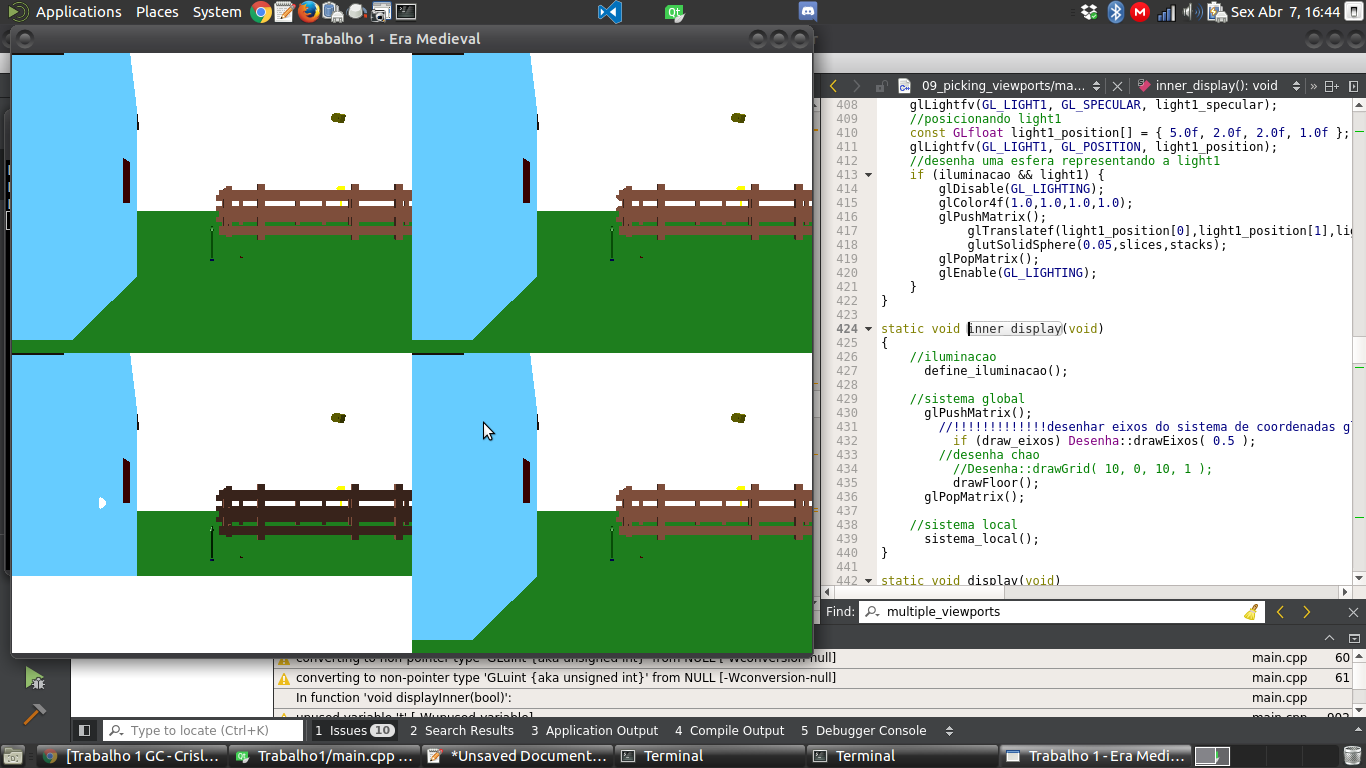 Applications Places System Sex Abr 7, 16:44
Trabalho 1 - Era Medieval
09_picking_viewports/ma... inner_display(): void
408 glLightfv(GL_LIGHT1, GL_SPECULAR, light1_specular);
409 //posicionando light1
410 const GLfloat light1_position[] = { 5.0f, 2.0f, 2.0f, 1.0f };
411 glLightfv(GL_LIGHT1, GL_POSITION, light1_position);
412 //desenha uma esfera representando a light1
413 if (iluminacao && light1) {
414 glDisable(GL_LIGHTING);
415 glColor4f(1.0,1.0,1.0,1.0);
416 glPushMatrix();
417 glTranslatef(light1_position[0],light1_position[1],lig
418 glutSolidSphere(0.05,slices,stacks);
419 glPopMatrix();
420 glEnable(GL_LIGHTING);
421 }
422 }
423
424 static void inner_display(void)
425 {
426 //iluminacao
427 define_iluminacao();
428
429 //sistema global
430 glPushMatrix();
431 //!!!!!!!!!!!!!desenhar eixos do sistema de coordenadas g
432 if (draw_eixos) Desenha::drawEixos( 0.5 );
433 //desenha chao
434 //Desenha::drawGrid( 10, 0, 10, 1 );
435 drawFloor();
436 glPopMatrix();
437
438 //sistema local
439 sistema_local();
440 }
441
442 static void display(void)
Find: multiple_viewports
converting to non-pointer type 'GLuint {aka unsigned int}' from NULL [-Wconversion-null] main.cpp 60
converting to non-pointer type 'GLuint {aka unsigned int}' from NULL [-Wconversion-null] main.cpp 61
In function 'void displayInner(bool)': main.cpp
unused variable 't' [-Wunused-variable] main.cpp
Type to locate (Ctrl+K) 1 Issues 10 2 Search Results 3 Application Output 4 Compile Output 5 Debugger Console
[Trabalho 1 GC - Crisl... Trabalho1/main.cpp ... *Unsaved Document... Terminal Terminal Trabalho 1 - Era Medi...